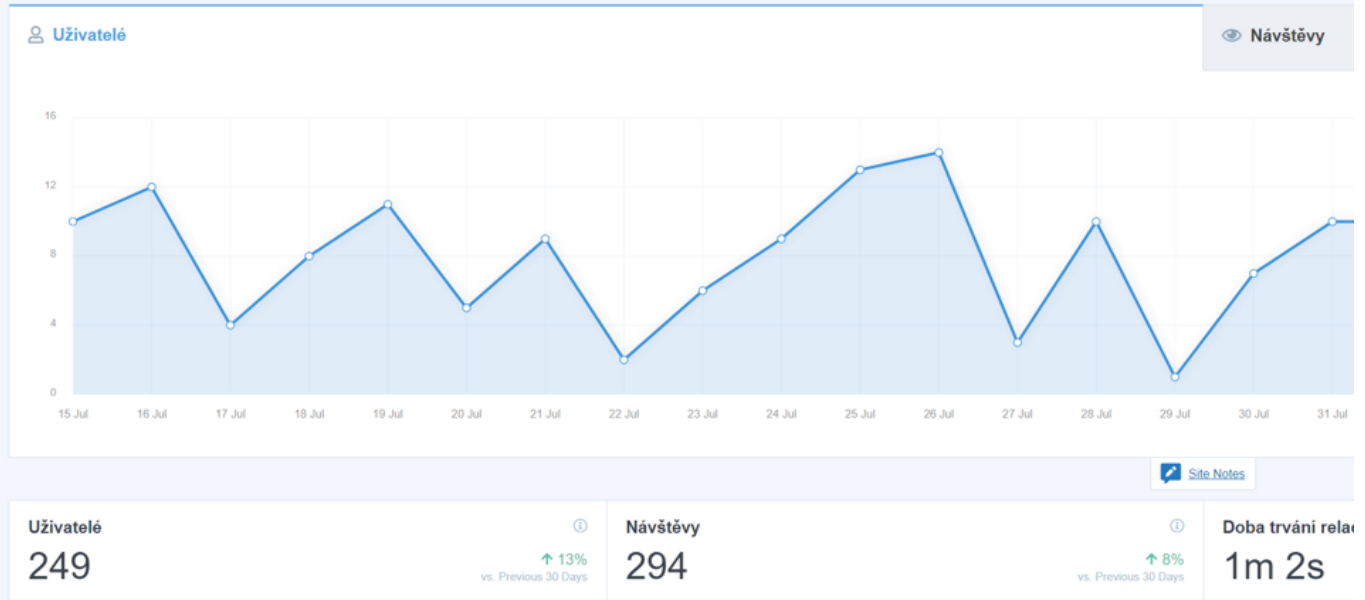 Uživatelé
Návštěvy
16
12
8
4
0
15 Jul 16 Jul 17 Jul 18 Jul 19 Jul 20 Jul 21 Jul 22 Jul 23 Jul 24 Jul 25 Jul 26 Jul 27 Jul 28 Jul 29 Jul 30 Jul 31 Jul
Site Notes
Uživatelé
249
13%
vs. Previous 30 Days
Návštěvy
294
8%
vs. Previous 30 Days
Doba trvání
1m 2s